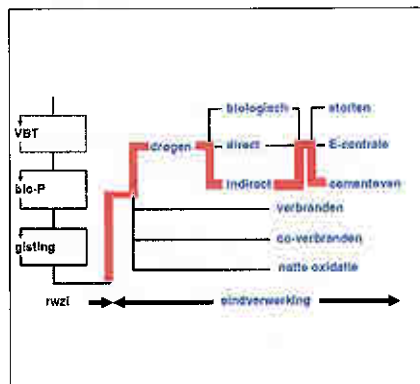 biologisch
storten
VBT
drogen
direct
E-centrale
bio-P
indirect
cementoven
verbranden
gisting
co-verbranden
natte oxidatie
rwzi
eindverwerking